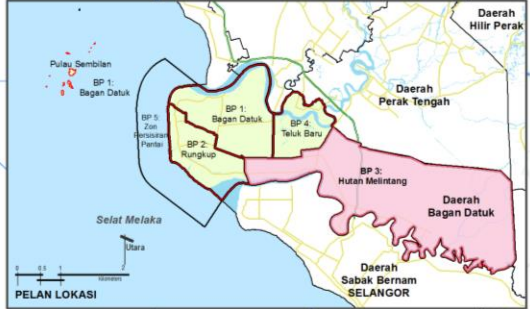 Daerah
Hilir Perak
Pulau Sembilan
BP 1:
Bagan Datuk
Daerah
Perak Tengah
BP 1:
Bagan Datuk
BP 4:
Teluk Baru
BP 5:
Zon
Persisiran
Pantai
BP 2:
Rungkup
BP 3:
Hutan Melintang
Daerah
Bagan Datuk
Selat Melaka
Utara
0 0.5 1 2
kilometers
Daerah
Sabak Bernam
SELANGOR
PELAN LOKASI